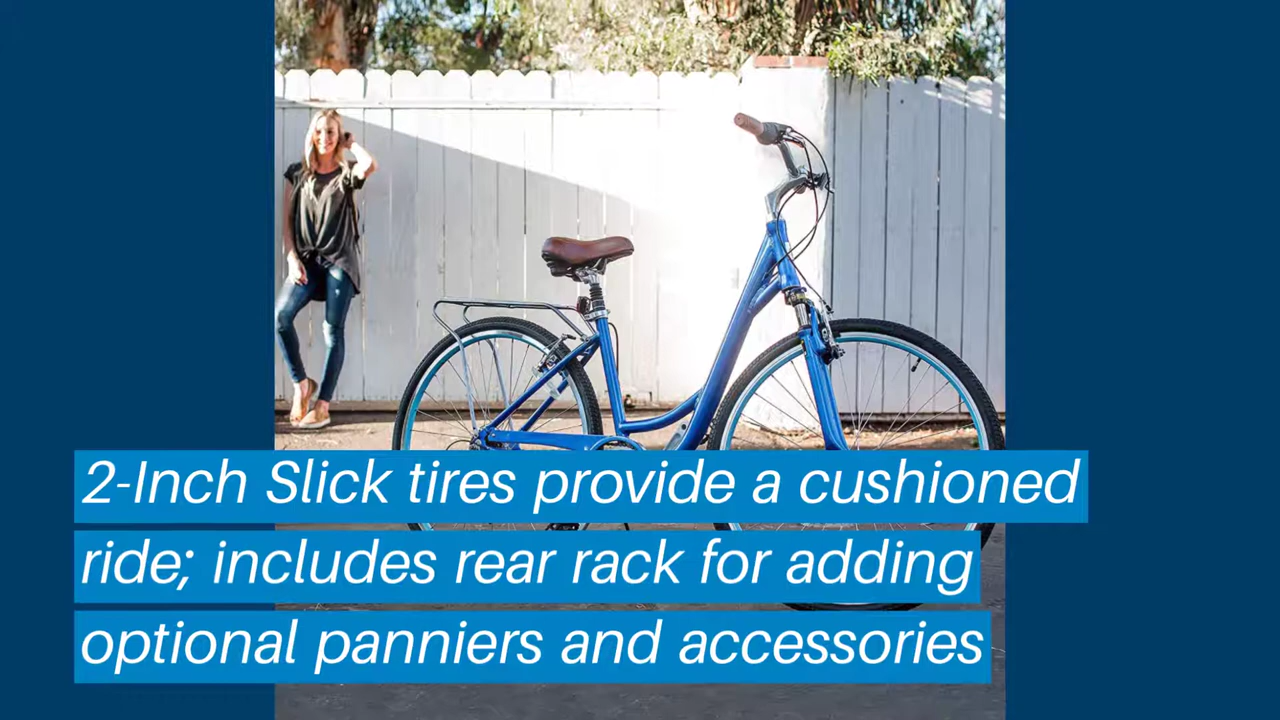 2-Inch Slick tires provide a cushioned
ride; includes rear rack for adding
optional panniers and accessories